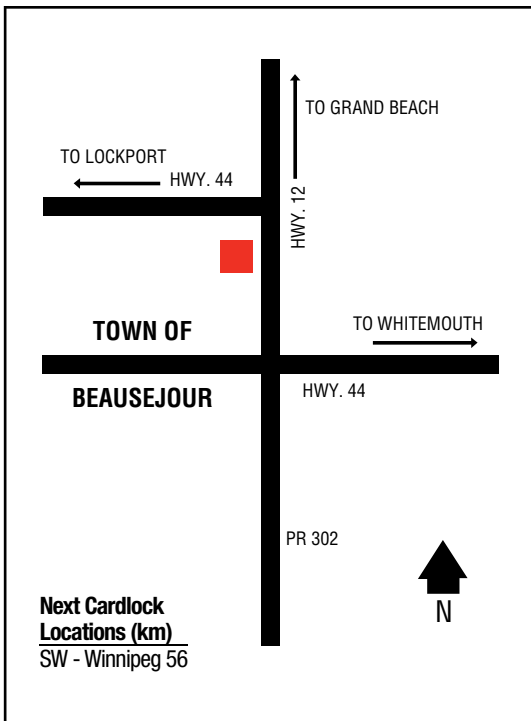 TO GRAND BEACH
TO LOCKPORT
HWY. 44
HWY. 12
TOWN OF
TO WHITEMOUTH
BEAUSEJOUR
HWY. 44
PR 302
N
Next Cardlock
Locations (km)
SW - Winnipeg 56